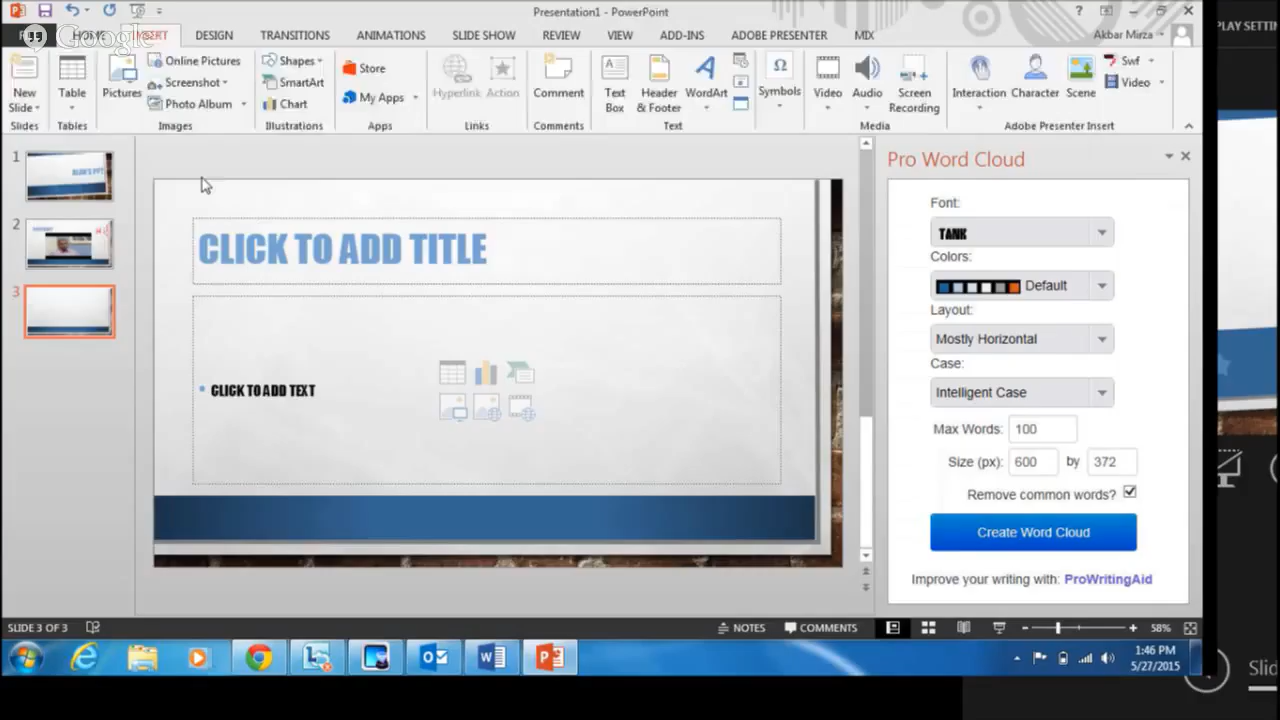 Presentation1 - PowerPoint
?
Google
HOME INSERT DESIGN TRANSITIONS ANIMATIONS SLIDE SHOW REVIEW VIEW ADD-INS ADOBE PRESENTER MIX
Akbar Mirza
PLAY SETTING
New Slide
Table
Pictures
Online Pictures
Screenshot
Photo Album
Shapes
SmartArt
Chart
Store
My Apps
Hyperlink Action
Comment
Text Box
Header & Footer
WordArt
Symbols
Video
Audio
Screen Recording
Interaction
Character
Scene
Swf
Video
Slides Tables Images Illustrations Apps Links Comments Text Media Adobe Presenter Insert
1
2
3
CLICK TO ADD TITLE
CLICK TO ADD TEXT
Pro Word Cloud
Font:
TANK
Colors:
Default
Layout:
Mostly Horizontal
Case:
Intelligent Case
Max Words: 100
Size (px): 600 by 372
Remove common words?
Create Word Cloud
Improve your writing with: ProWritingAid
SLIDE 3 OF 3
NOTES COMMENTS 58%
1:46 PM
5/27/2015